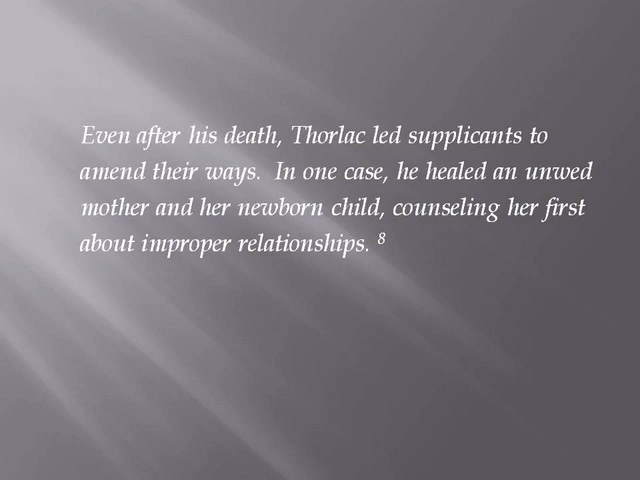 Even after his death, Thorlac led supplicants to
amend their ways.  In one case, he healed an unwed
mother and her newborn child, counseling her first
about improper relationships. 8